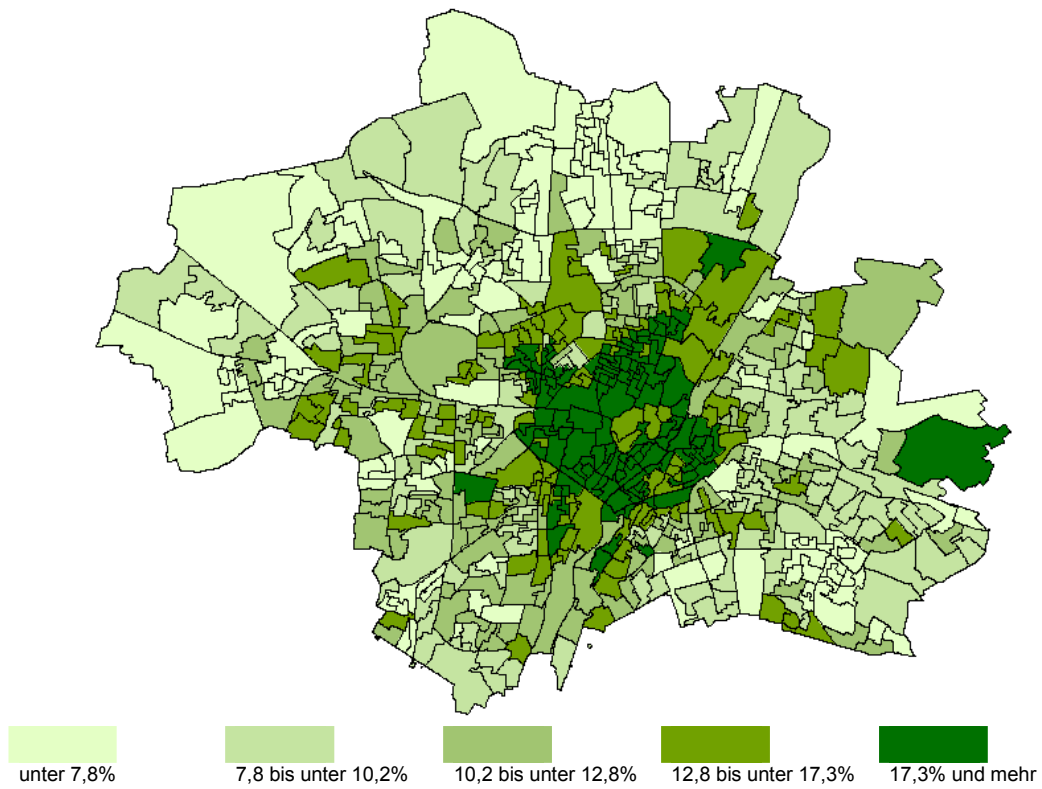 unter 7,8% 7,8 bis unter 10,2% 10,2 bis unter 12,8% 12,8 bis unter 17,3% 17,3% und mehr